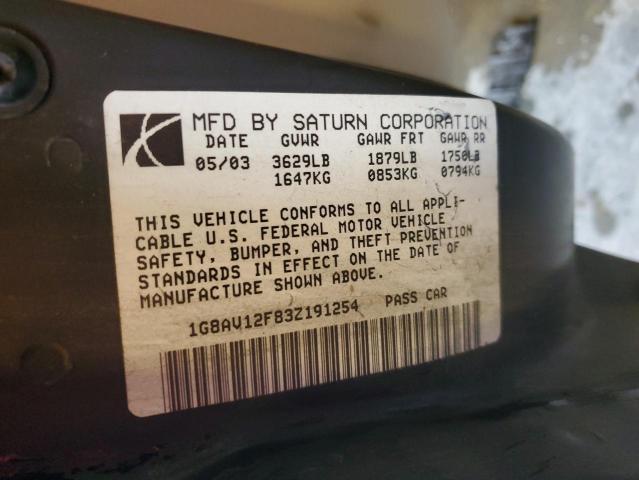 MFD BY SATURN CORPORATION
DATE GVWR GAWR FRT GAWR RR
05/03 3629LB 1879LB 1750LB
1647KG 0853KG 0794KG
THIS VEHICLE CONFORMS TO ALL APPLI-
CABLE U.S. FEDERAL MOTOR VEHICLE
SAFETY, BUMPER, AND THEFT PREVENTION
STANDARDS IN EFFECT ON THE DATE OF
MANUFACTURE SHOWN ABOVE.
1G8AV12F83Z191254 PASS CAR